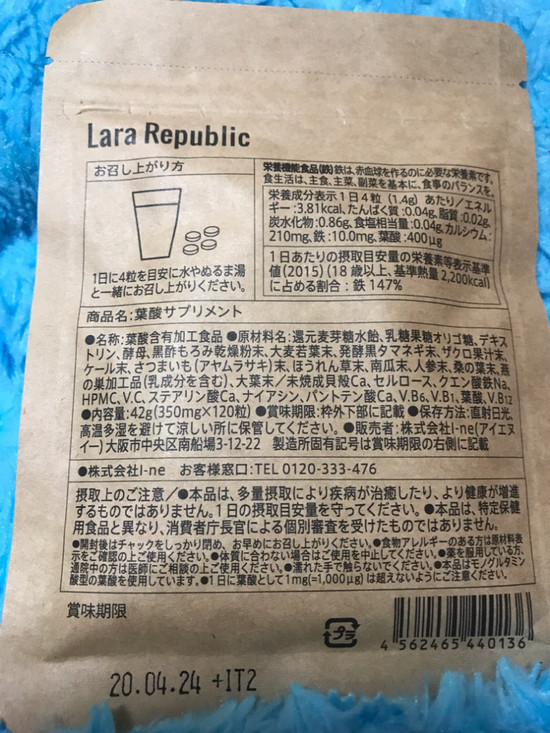 Lara Republic
お召し上がり方
1日に4粒を目安に水やぬるま湯
と一緒にお召し上がりください。
栄養機能食品(鉄) 鉄は、赤血球を作るのに必要な栄養素です。
食生活は、主食、主菜、副菜を基本に、食事のバランスを。
栄養成分表示 1日4粒 (1.4g) あたり/エネル
ギー:3.81kcal、たんぱく質:0.04g、脂質:0.02g、
炭水化物:0.86g、食塩相当量:0.04g、カルシウム:
210mg、鉄:10.0mg、葉酸:400μg
1日あたりの摂取目安量の栄養素等表示基準
値(2015) (18歳以上、基準熱量2,200kcal)
に占める割合:鉄 147%
商品名:葉酸サプリメント
●名称:葉酸含有加工食品 ●原材料名:還元麦芽糖水飴、乳糖果糖オリゴ糖、デキス
トリン、酵母、黒酢もろみ乾燥粉末、大麦若葉末、発酵黒タマネギ末、ザクロ果汁末、
ケール末、さつまいも(アヤムラサキ)末、ほうれん草末、南瓜末、人参末、桑の葉末、燕
の巣加工品(乳成分を含む)、大葉末/未焼成貝殻Ca、セルロース、クエン酸鉄Na、
HPMC、V.C、ステアリン酸Ca、ナイアシン、パントテン酸Ca、V.B6、V.B1、葉酸、V.B12
●内容量:42g(350mg×120粒) ●賞味期限:枠外下部に記載 ●保存方法:直射日光、
高温多湿を避けて涼しい所に保管してください。 ●販売者:株式会社I-ne(アイエヌ
イー) 大阪市中央区南船場3-12-22 製造所固有記号は賞味期限の右側に記載
●株式会社I-ne お客様窓口:TEL 0120-333-476
摂取上のご注意/●本品は、多量摂取により疾病が治癒したり、より健康が増進
するものではありません。1日の摂取目安量を守ってください。 ●本品は、特定保健
用食品と異なり、消費者庁長官による個別審査を受けたものではありません。
●開封後はチャックをしっかり閉め、お早めにお召し上がりください。●食物アレルギーのある方は原材料表
示をご確認の上ご使用ください。●体質に合わない場合はご使用を中止してください。●薬を服用している方、
通院中の方は医師にご相談の上ご使用ください。●濡れた手で触らないでください。●本品はモノグルタミン
酸型の葉酸を使用しています。●1日に葉酸として1mg(=1,000μg)は超えないようにご注意ください。
賞味期限
プラ
4 562465 440136
20.04.24 +IT2